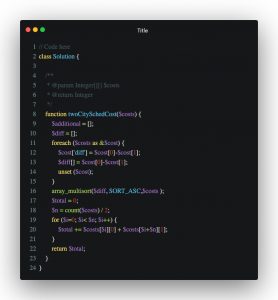 Title
1 // Code here
2 class Solution {
3
4 /**
5 * @param Integer[][] $costs
6 * @return Integer
7 */
8 function twoCitySchedCost($costs) {
9 $additional = [];
10 $diff = [];
11 foreach ($costs as &$cost) {
12 $cost['diff'] = $cost[0]-$cost[1];
13 $diff[] = $cost[0]-$cost[1];
14 unset ($cost);
15 }
16 array_multisort($diff, SORT_ASC,$costs );
17 $total = 0;
18 $n = count($costs) / 2;
19 for ($i=0; $i< $n; $i++) {
20 $total += $costs[$i][0] + $costs[$i+$n][1];
21 }
22 return $total;
23 }
24 }